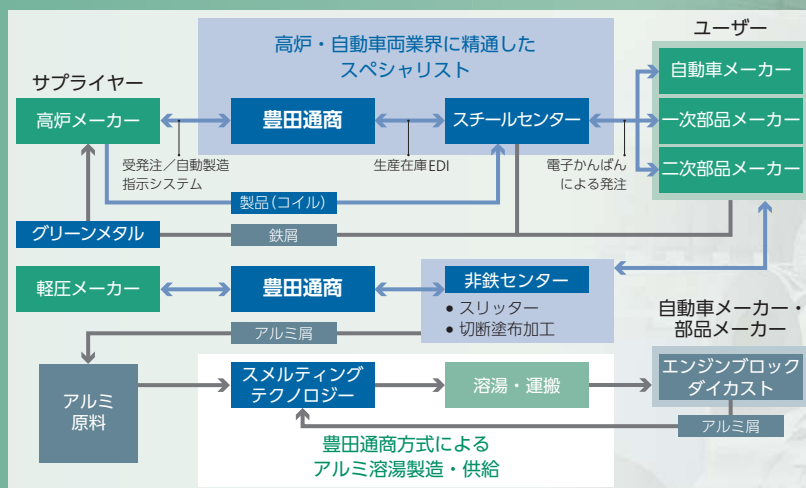 高炉・自動車両業界に精通した
スペシャリスト
ユーザー
サプライヤー
高炉メーカー
豊田通商
スチールセンター
自動車メーカー
一次部品メーカー
二次部品メーカー
受発注／自動製造
指示システム
生産在庫EDI
電子かんばん
による発注
製品（コイル）
グリーンメタル
鉄屑
軽圧メーカー
豊田通商
非鉄センター
• スリッター
• 切断塗布加工
アルミ屑
自動車メーカー・
部品メーカー
アルミ
原料
スメルティング
テクノロジー
溶湯・運搬
エンジンブロック
ダイカスト
アルミ屑
豊田通商方式による
アルミ溶湯製造・供給